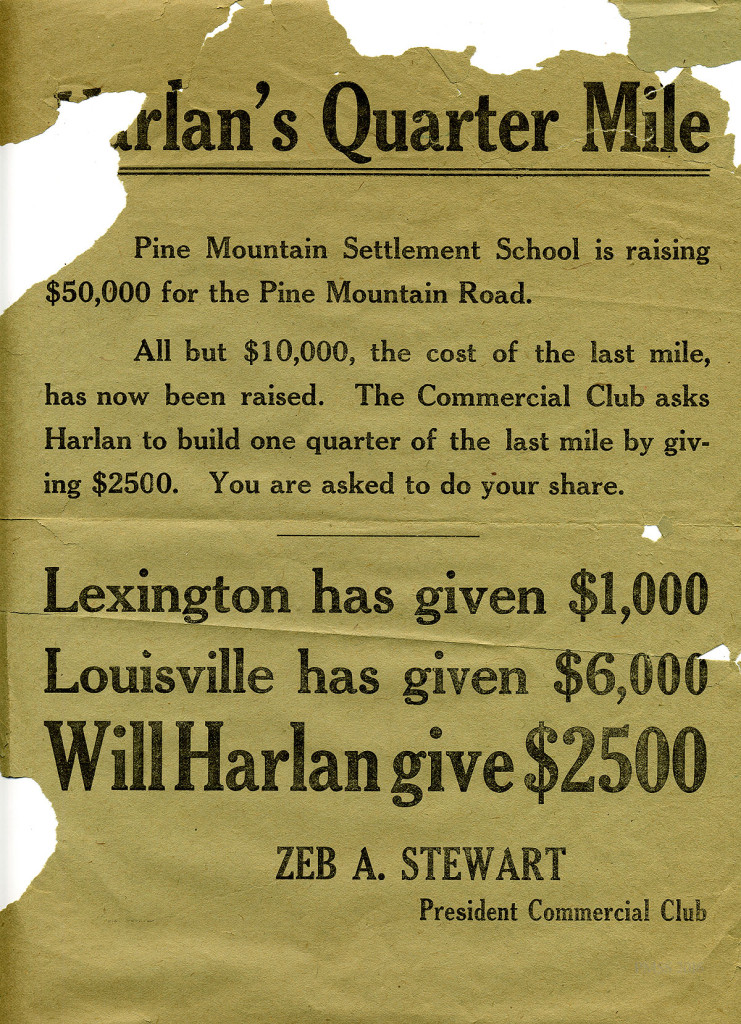 Harlan's Quarter Mile
Pine Mountain Settlement School is raising
$50,000 for the Pine Mountain Road.
All but $10,000, the cost of the last mile,
has now been raised. The Commercial Club asks
Harlan to build one quarter of the last mile by giv-
ing $2500. You are asked to do your share.
Lexington has given $1,000
Louisville has given $6,000
Will Harlan give $2500
ZEB A. STEWART
President Commercial Club